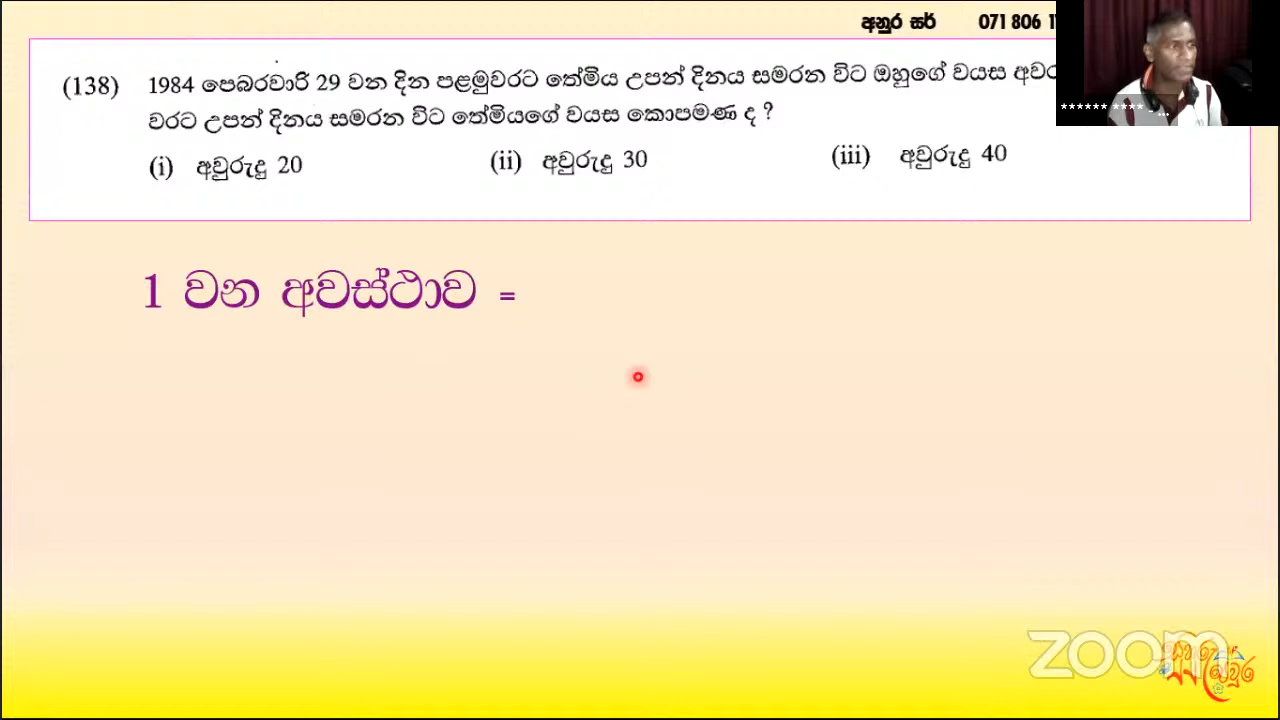 අනුර සර් 071 806 1
(138) 1984 පෙබරවාරි 29 වන දින පළමුවරට තේමිය උපන් දිනය සමරන විට ඔහුගේ වයස අවුරු
වරට උපන් දිනය සමරන විට තේමියගේ වයස කොපමණ ද ?
(i) අවුරුදු 20 (ii) අවුරුදු 30 (iii) අවුරුදු 40
****** **** - ...
1 වන අවස්ථාව =
zoom